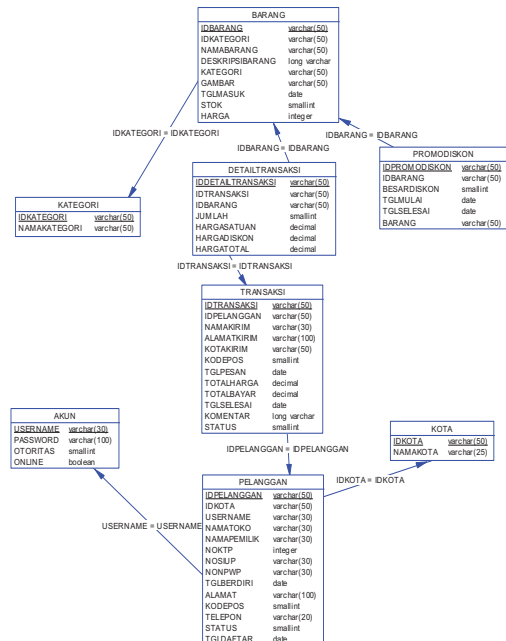 BARANG
IDBARANG varchar(50)
IDKATEGORI varchar(50)
NAMABARANG varchar(50)
DESKRIPSIBARANG long varchar
KATEGORI varchar(50)
GAMBAR varchar(50)
TGLMASUK date
STOK smallint
HARGA integer
IDKATEGORI = IDKATEGORI
IDBARANG = IDBARANG
IDBARANG = IDBARANG
PROMODISKON
IDPROMODISKON varchar(50)
IDBARANG varchar(50)
BESARDISKON smallint
TGLMULAI date
TGLSELESAI date
BARANG varchar(50)
DETAILTRANSAKSI
IDDETAILTRANSAKSI varchar(50)
IDTRANSAKSI varchar(50)
IDBARANG varchar(50)
JUMLAH smallint
HARGASATUAN decimal
HARGADISKON decimal
HARGATOTAL decimal
KATEGORI
IDKATEGORI varchar(50)
NAMAKATEGORI varchar(50)
IDTRANSAKSI = IDTRANSAKSI
TRANSAKSI
IDTRANSAKSI varchar(50)
IDPELANGGAN varchar(50)
NAMAKIRIM varchar(30)
ALAMATKIRIM varchar(100)
KOTAKIRIM varchar(50)
KODEPOS smallint
TGLPESAN date
TOTALHARGA decimal
TOTALBAYAR decimal
TGLSELESAI date
KOMENTAR long varchar
STATUS smallint
AKUN
USERNAME varchar(30)
PASSWORD varchar(100)
OTORITAS smallint
ONLINE boolean
KOTA
IDKOTA varchar(50)
NAMAKOTA varchar(25)
IDPELANGGAN = IDPELANGGAN
IDKOTA = IDKOTA
USERNAME = USERNAME
PELANGGAN
IDPELANGGAN varchar(50)
IDKOTA varchar(50)
USERNAME varchar(30)
NAMATOKO varchar(30)
NAMAPEMILIK varchar(30)
NOKTP integer
NOSIUP varchar(30)
NONPWP varchar(30)
TGLBERDIRI date
ALAMAT varchar(100)
KODEPOS smallint
TELEPON varchar(20)
STATUS smallint
TGLDAFTAR date